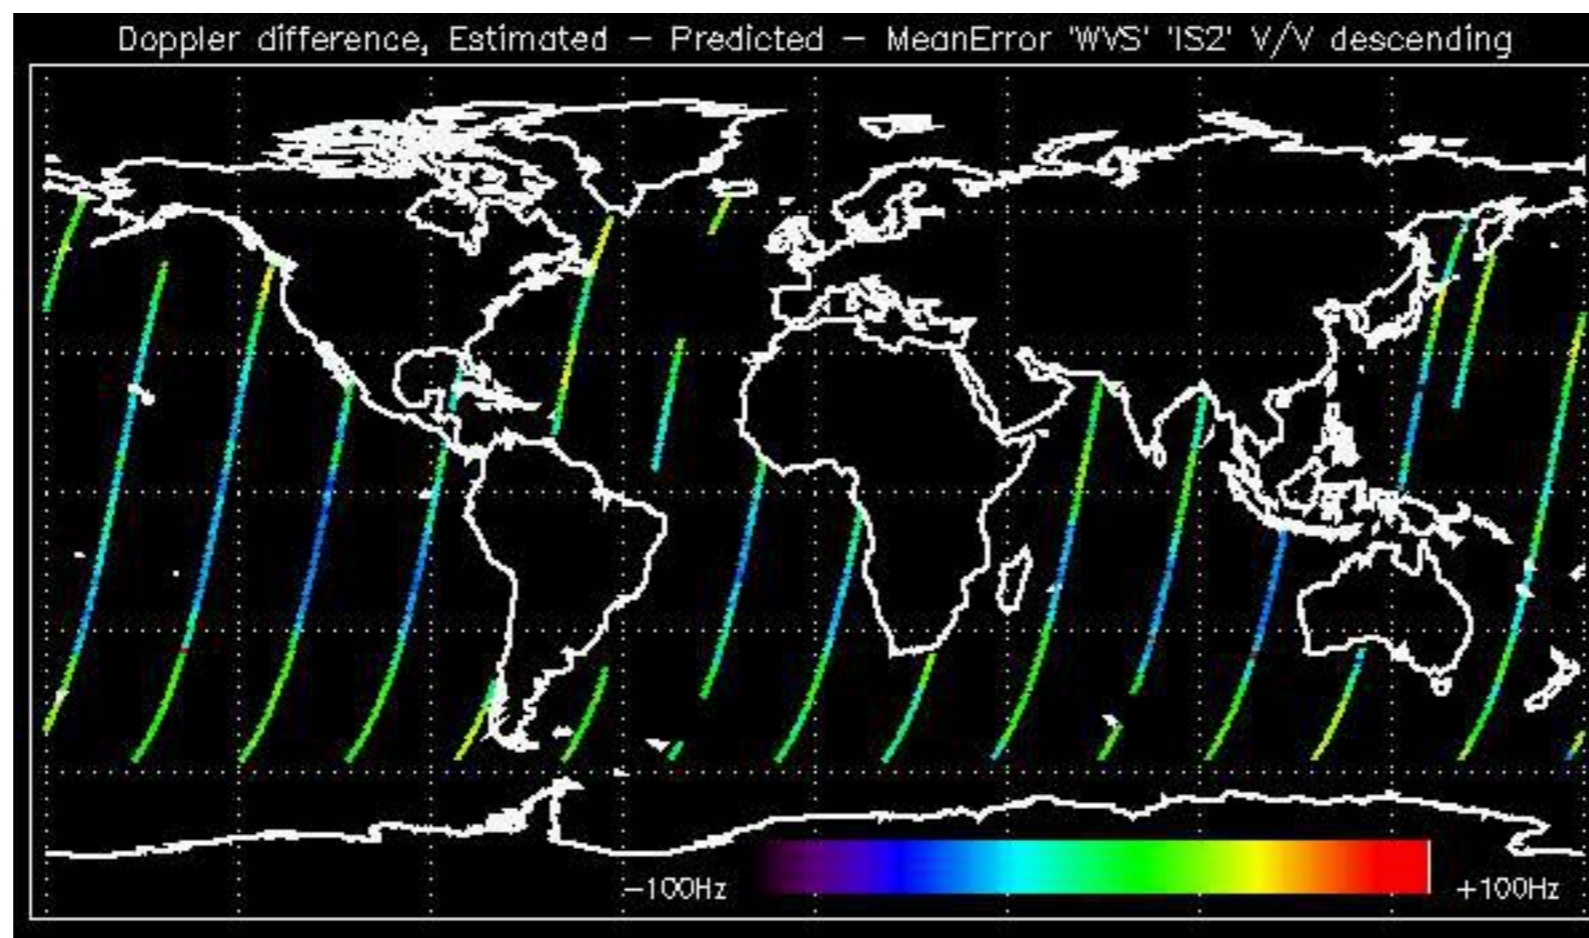 Doppler difference, Estimated – Predicted – MeanError 'WVS' 'IS2' V/V descending
−100Hz +100Hz